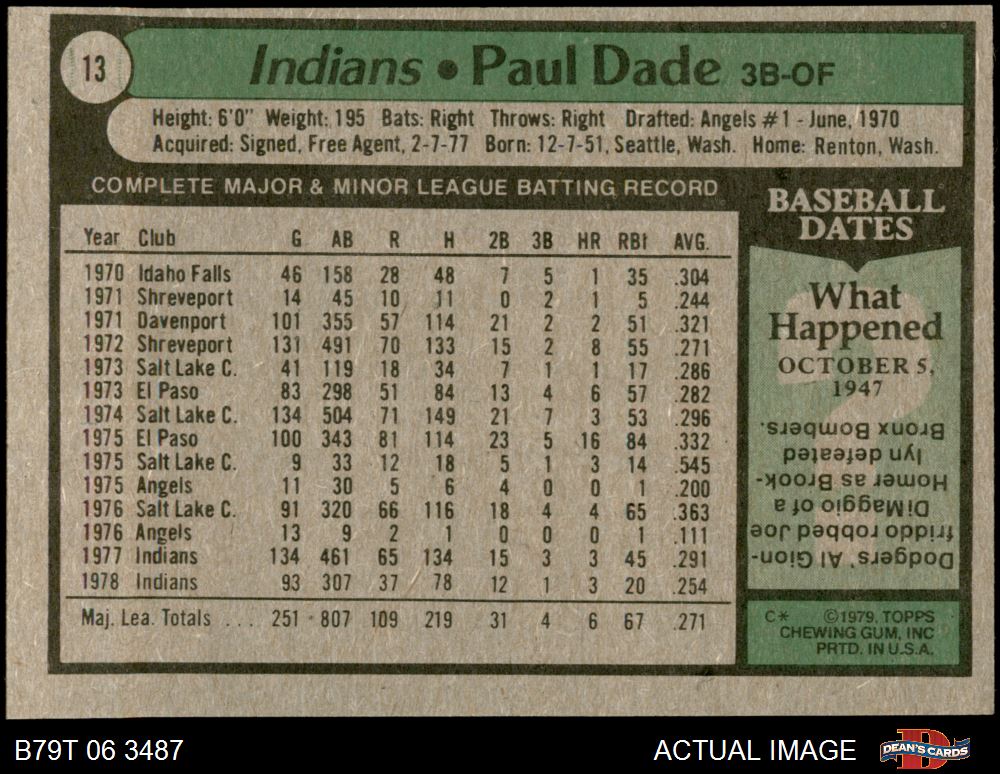 13
Indians • Paul Dade 3B-OF
Height: 6'0" Weight: 195 Bats: Right Throws: Right Drafted: Angels #1 - June, 1970
Acquired: Signed, Free Agent, 2-7-77 Born: 12-7-51, Seattle, Wash. Home: Renton, Wash.
COMPLETE MAJOR & MINOR LEAGUE BATTING RECORD
Year Club G AB R H 2B 3B HR RBI AVG.
1970 Idaho Falls 46 158 28 48 7 5 1 35 .304
1971 Shreveport 14 45 10 11 0 2 1 5 .244
1971 Davenport 101 355 57 114 21 2 2 51 .321
1972 Shreveport 131 491 70 133 15 2 8 55 .271
1973 Salt Lake C. 41 119 18 34 7 1 1 17 .286
1973 El Paso 83 298 51 84 13 4 6 57 .282
1974 Salt Lake C. 134 504 71 149 21 7 3 53 .296
1975 El Paso 100 343 81 114 23 5 16 84 .332
1975 Salt Lake C. 9 33 12 18 5 1 3 14 .545
1975 Angels 11 30 5 6 4 0 0 1 .200
1976 Salt Lake C. 91 320 66 116 18 4 4 65 .363
1976 Angels 13 9 2 1 0 0 0 1 .111
1977 Indians 134 461 65 134 15 3 3 45 .291
1978 Indians 93 307 37 78 12 1 3 20 .254
Maj. Lea. Totals . . . 251 807 109 219 31 4 6 67 .271
BASEBALL
DATES
What
Happened
OCTOBER 5,
1947
Dodgers' Al Gion-
friddo robbed Joe
DiMaggio of a
Homer as Brook-
lyn defeated
Bronx Bombers.
C* ©1979, TOPPS
CHEWING GUM, INC
PRTD. IN U.S.A.
B79T 06 3487
ACTUAL IMAGE
DEAN'S CARDS